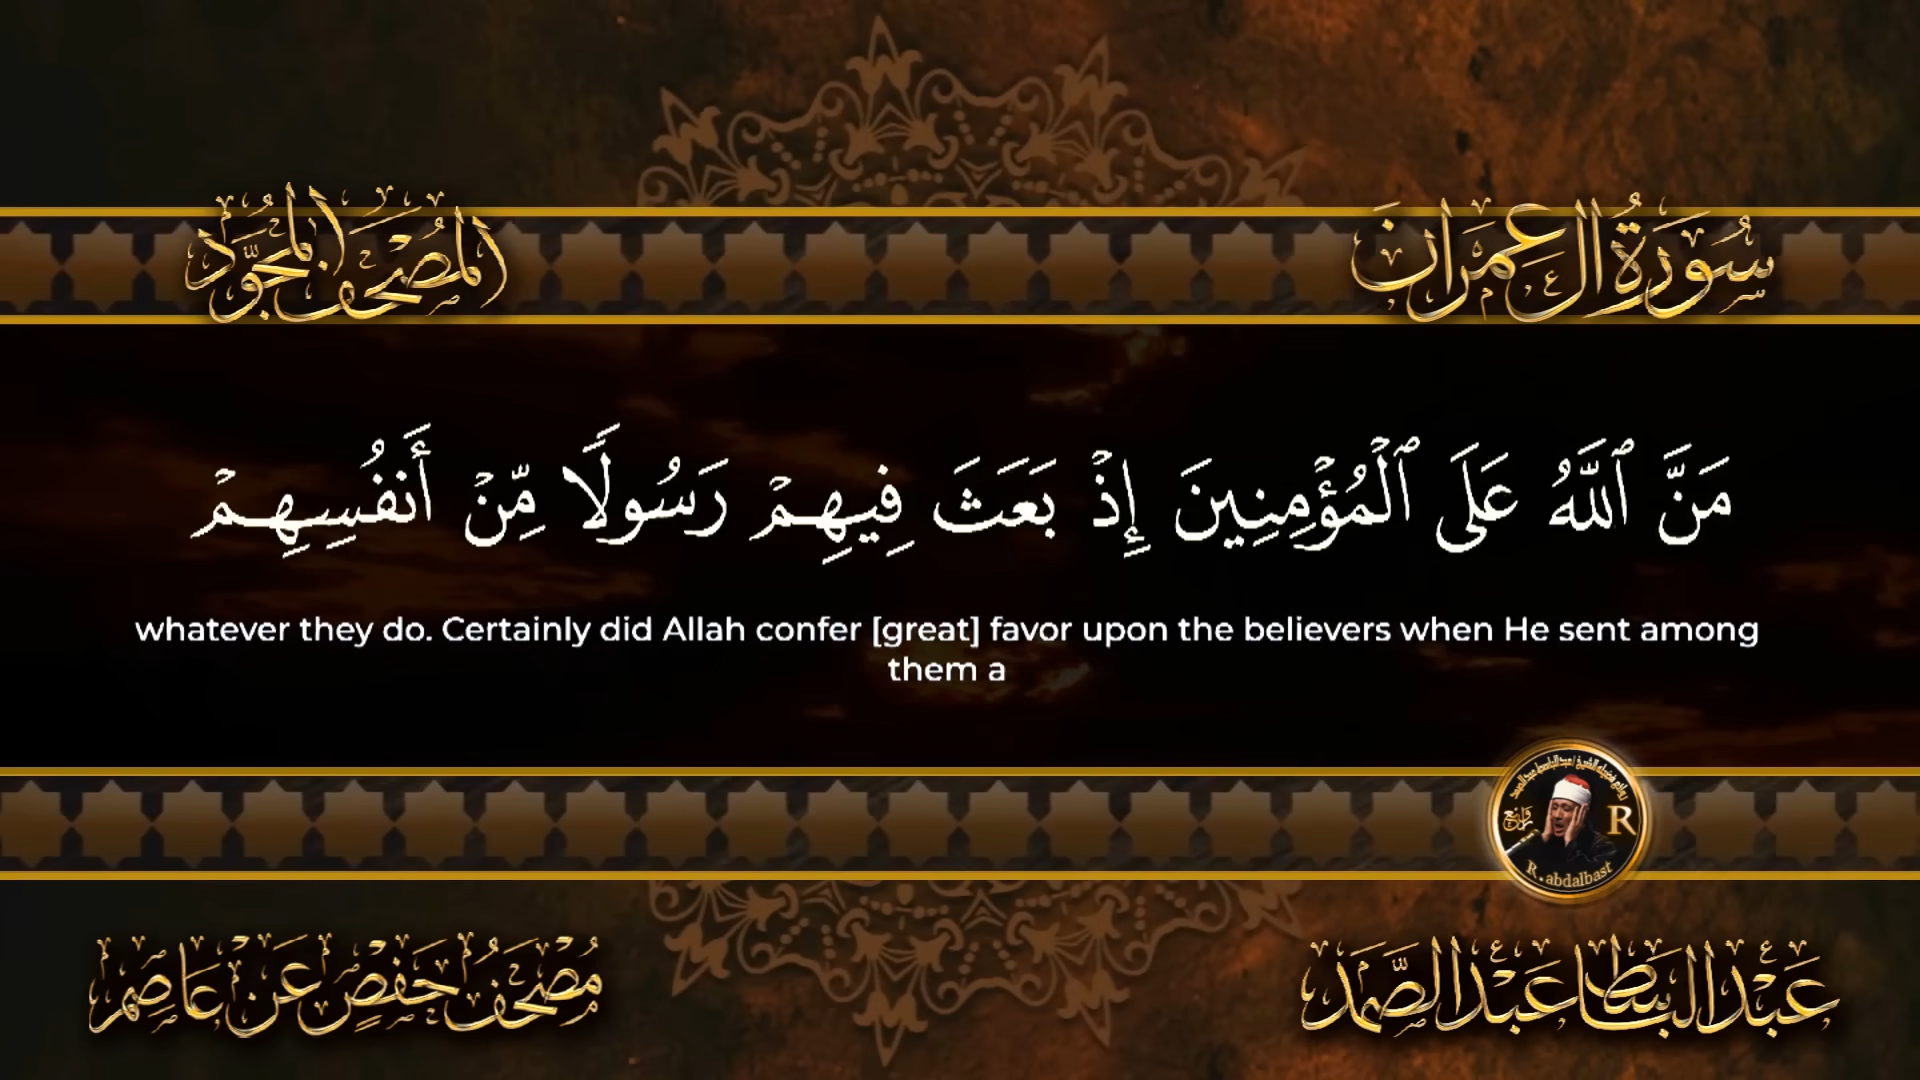 المصحف المجود
سورة آل عمران
مَنَّ ٱللَّهُ عَلَى ٱلْمُؤْمِنِينَ إِذْ بَعَثَ فِيهِمْ رَسُولًا مِّنْ أَنفُسِهِمْ
whatever they do. Certainly did Allah confer [great] favor upon the believers when He sent among
them a
R
روائع
R.abdalbast
مصحف حفص عن عاصم
عبد الباسط عبد الصمد